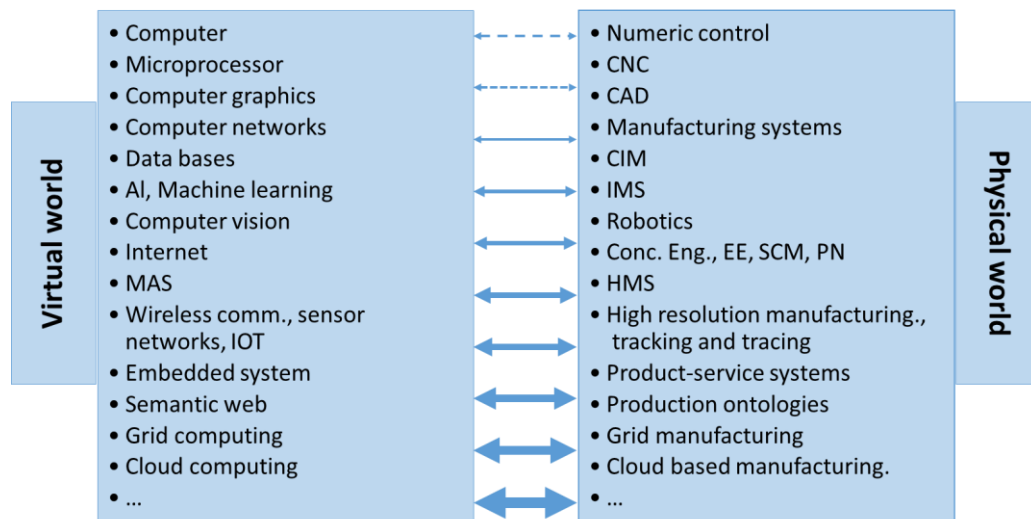 Virtual world
• Computer
• Microprocessor
• Computer graphics
• Computer networks
• Data bases
• Al, Machine learning
• Computer vision
• Internet
• MAS
• Wireless comm., sensor
networks, IOT
• Embedded system
• Semantic web
• Grid computing
• Cloud computing
• ...
• Numeric control
• CNC
• CAD
• Manufacturing systems
• CIM
• IMS
• Robotics
• Conc. Eng., EE, SCM, PN
• HMS
• High resolution manufacturing.,
tracking and tracing
• Product-service systems
• Production ontologies
• Grid manufacturing
• Cloud based manufacturing.
• ...
Physical world